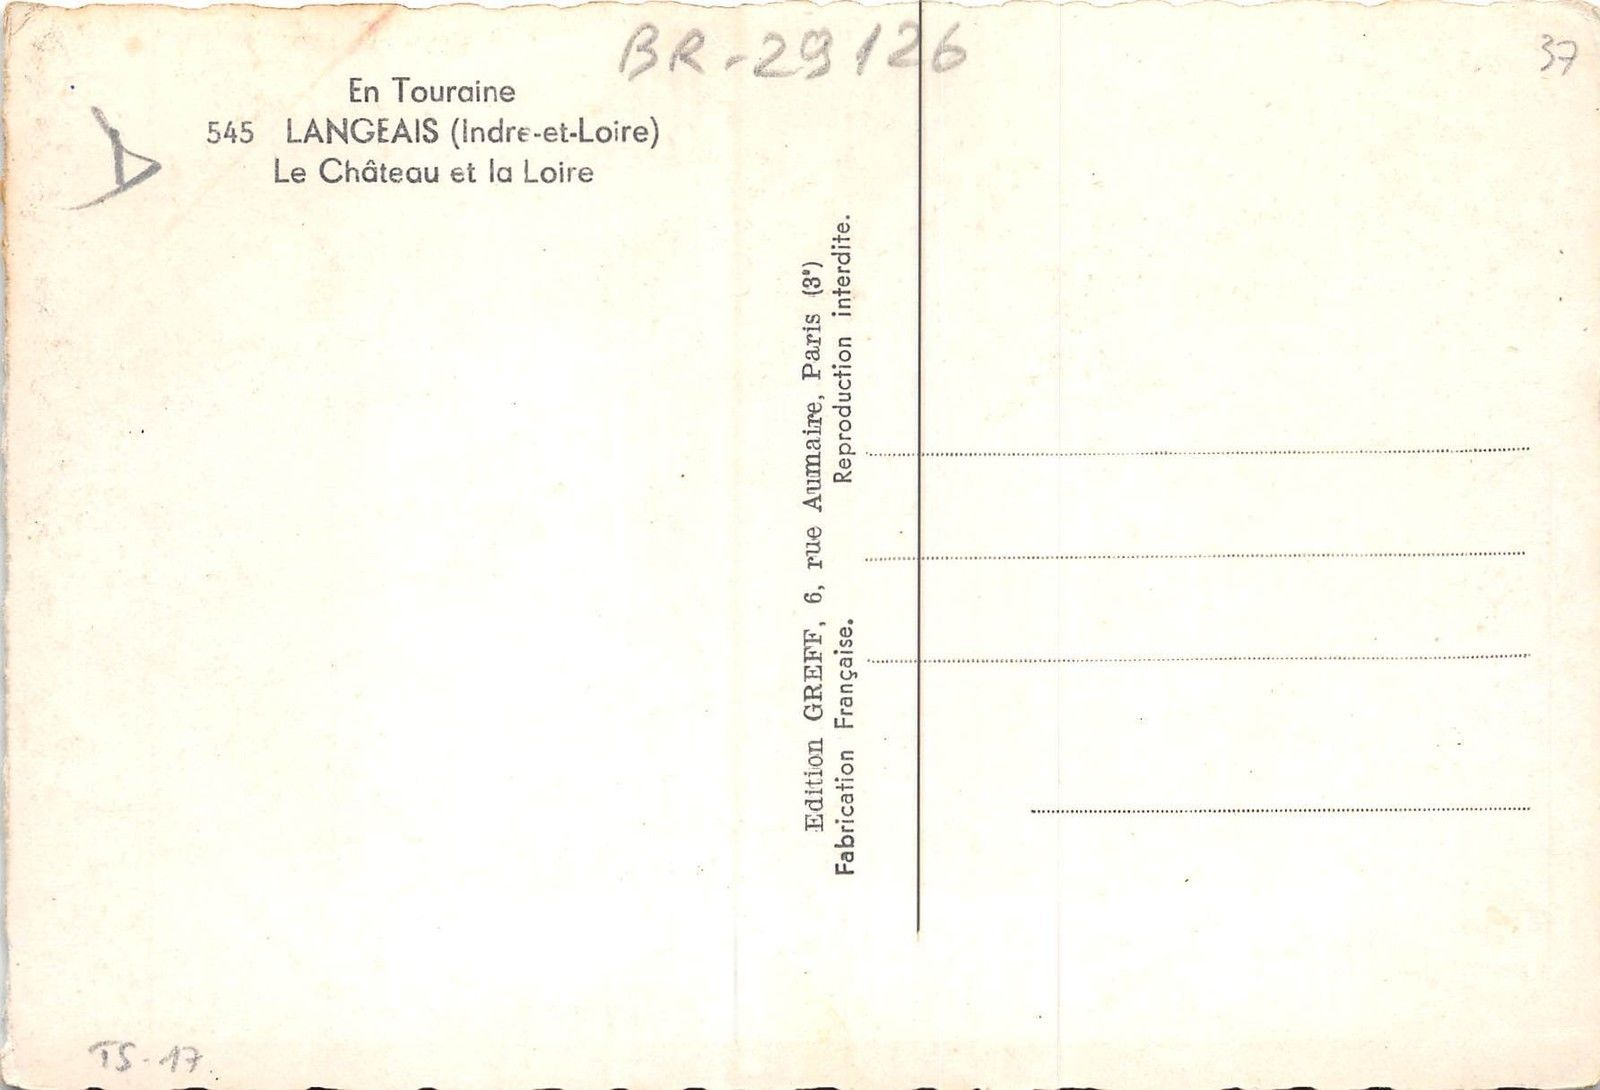 BR-29126
37
En Touraine
545 LANGEAIS (Indre-et-Loire)
Le Château et la Loire
Edition GREFF, 6, rue Aumaire, Paris (3e)
Fabrication Française. Reproduction interdite.
TS-17